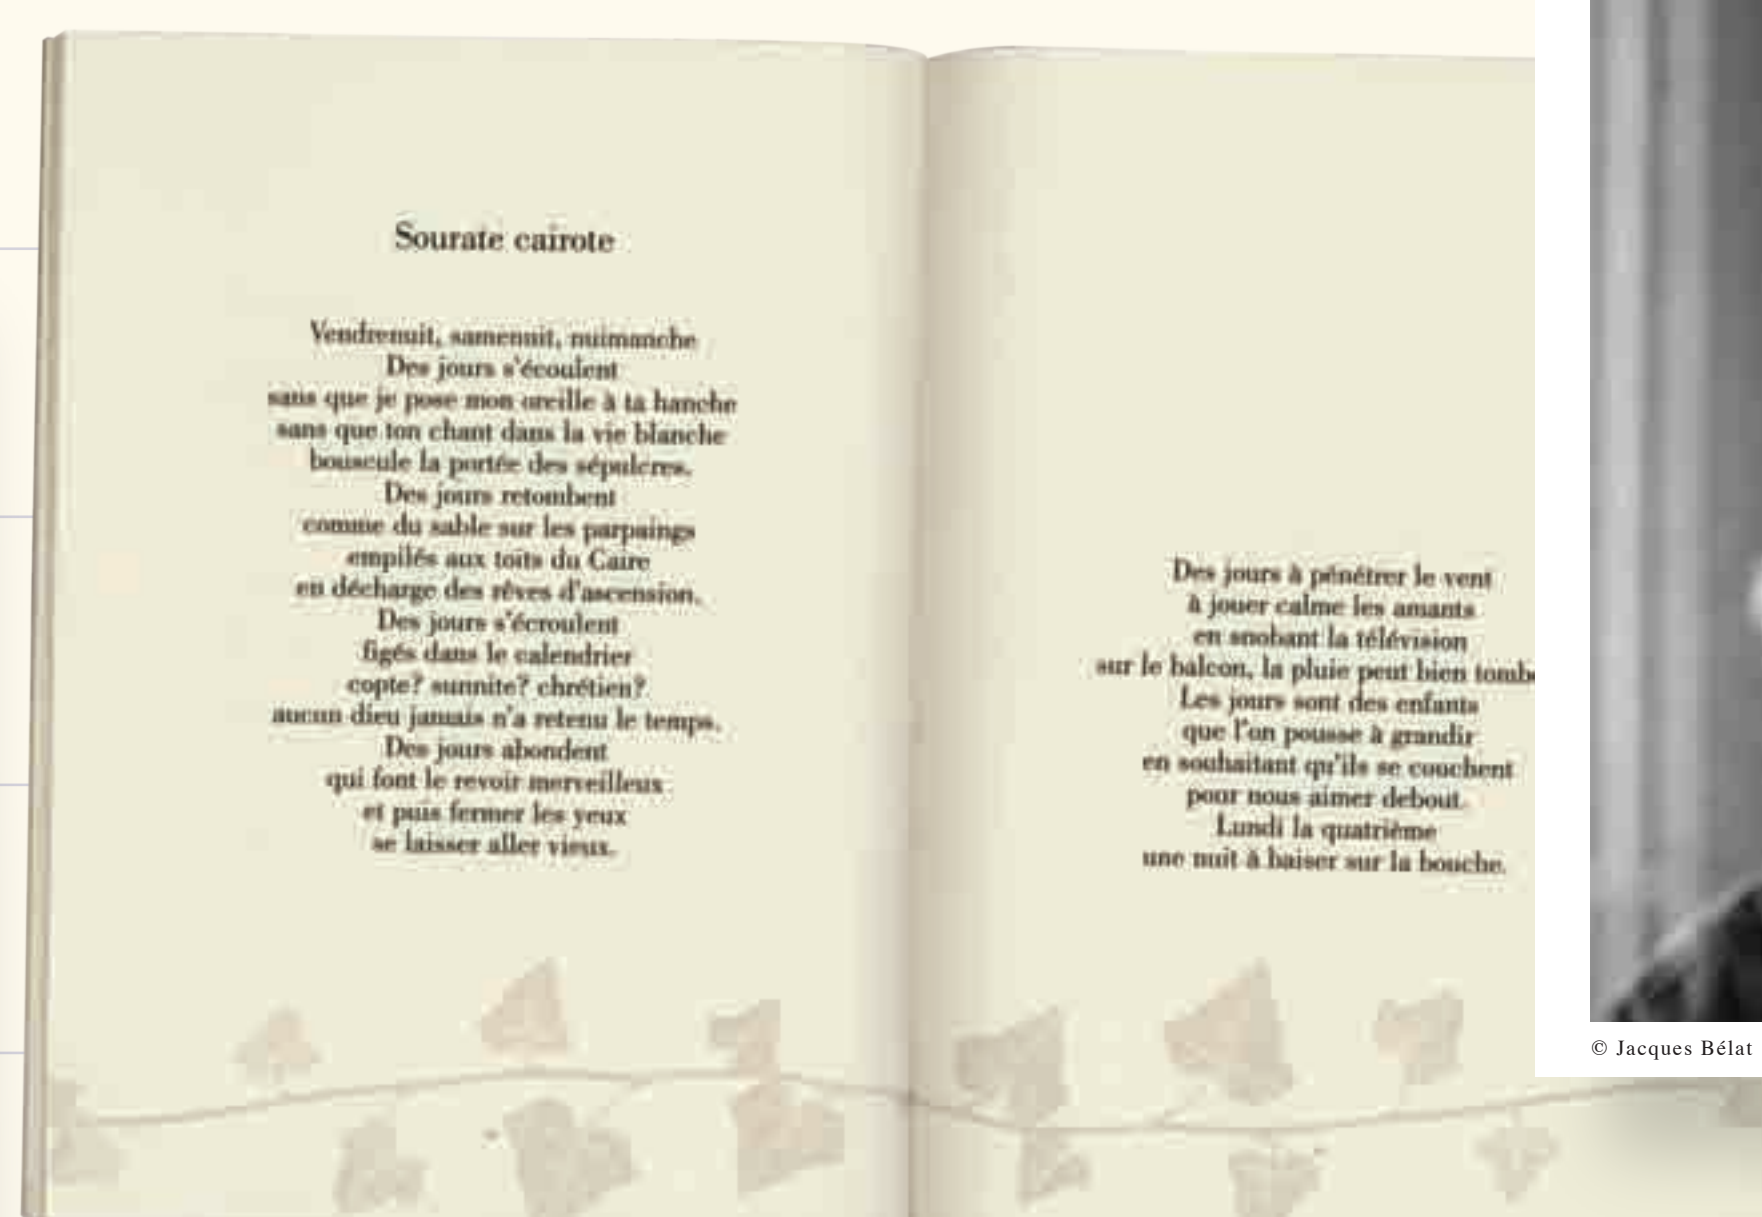 Sourate cairote
Vendrenuit, samenuit, nuimanche
Des jours s'écoulent
sans que je pose mon oreille à ta hanche
sans que ton chant dans la vie blanche
bouscule la portée des sépulcres.
Des jours retombent
comme du sable sur les parpaings
empilés aux toits du Caire
en décharge des rêves d'ascension.
Des jours s'écroulent
figés dans le calendrier
copte? sunnite? chrétien?
aucun dieu jamais n'a retenu le temps.
Des jours abondent
qui font le revoir merveilleux
et puis fermer les yeux
se laisser aller vieux.
Des jours à pénétrer le vent
à jouer calme les amants
en snobant la télévision
sur le balcon, la pluie peut bien tombe
Les jours sont des enfants
que l'on pousse à grandir
en souhaitant qu'ils se couchent
pour nous aimer debout.
Lundi la quatrième
une nuit à baiser sur la bouche.
© Jacques Bélat